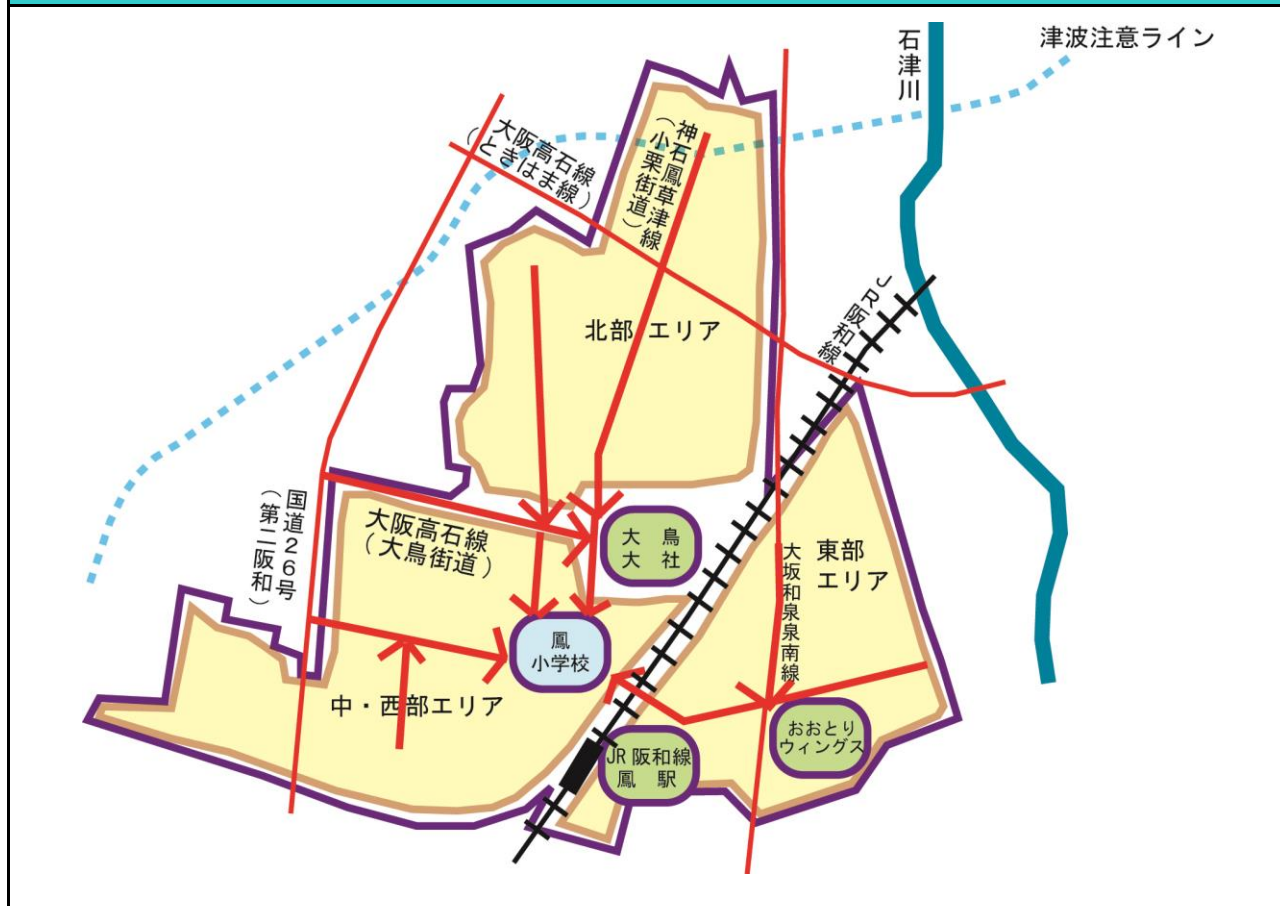 津波注意ライン
石津川
大阪高石線
（ときはま線）
神石鳳草津線
（小栗街道）
JR阪和線
北部エリア
国道26号
（第二阪和）
大阪高石線
（大鳥街道）
大鳥
大社
大坂和泉泉南線
東部
エリア
鳳
小学校
中・西部エリア
おおとり
ウィングス
JR阪和線
鳳駅